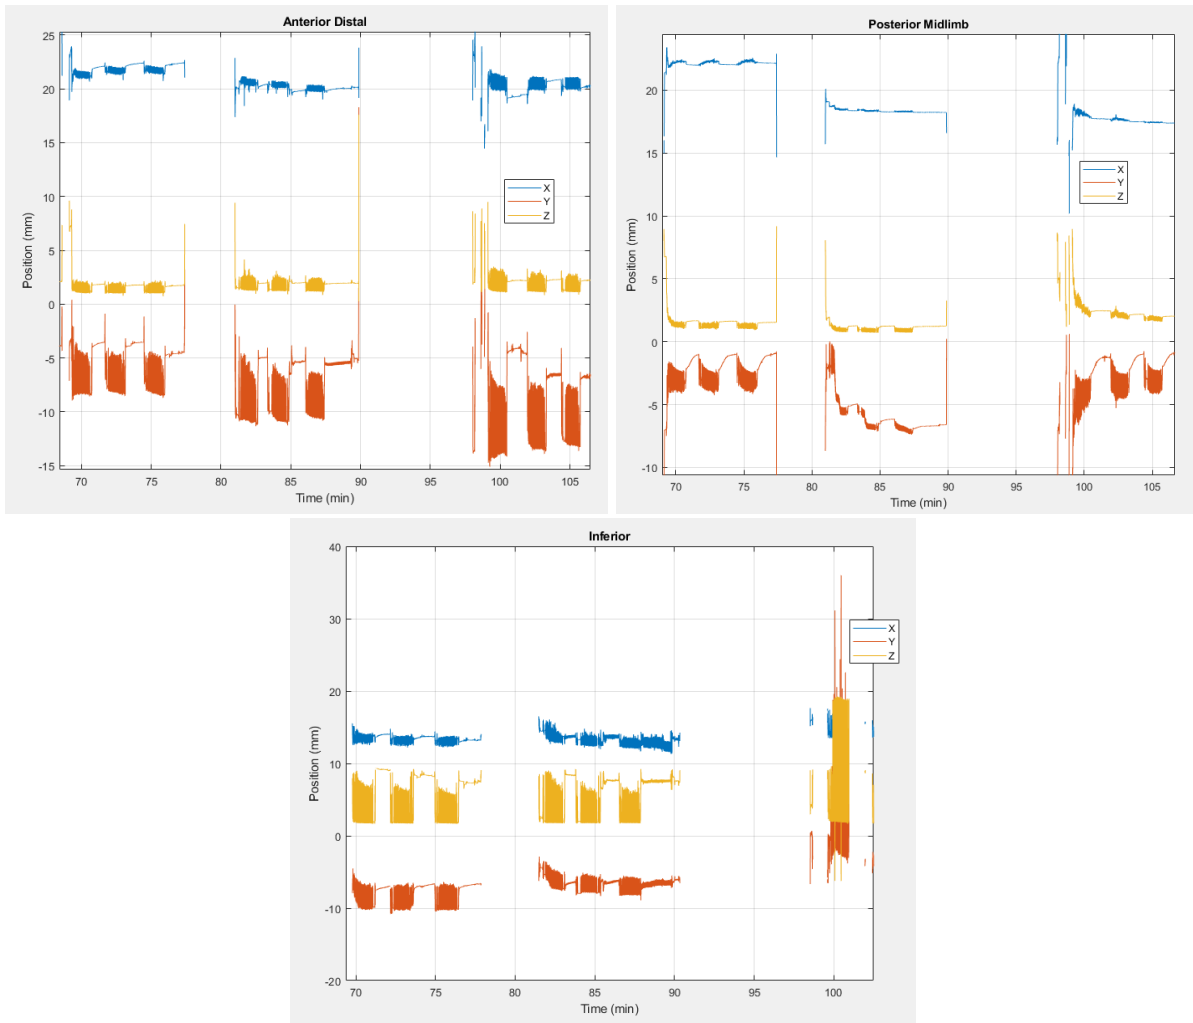 Anterior Distal
25
20
15
10
5
0
-5
-10
-15
Position (mm)
X
Y
Z
70
75
80
85
90
95
100
105
Time (min)
Posterior Midlimb
20
15
10
5
0
-5
-10
Position (mm)
X
Y
Z
70
75
80
85
90
95
100
105
Time (min)
Inferior
40
30
20
10
0
-10
-20
Position (mm)
X
Y
Z
70
75
80
85
90
95
100
Time (min)